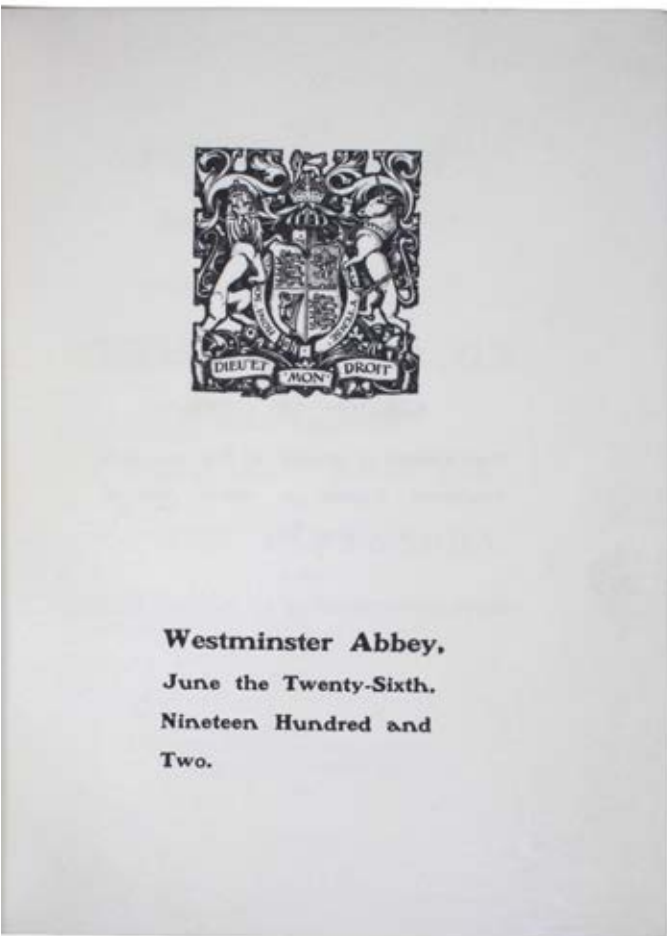 DIEU ET MON DROIT
Westminster Abbey.
June the Twenty-Sixth.
Nineteen Hundred and
Two.